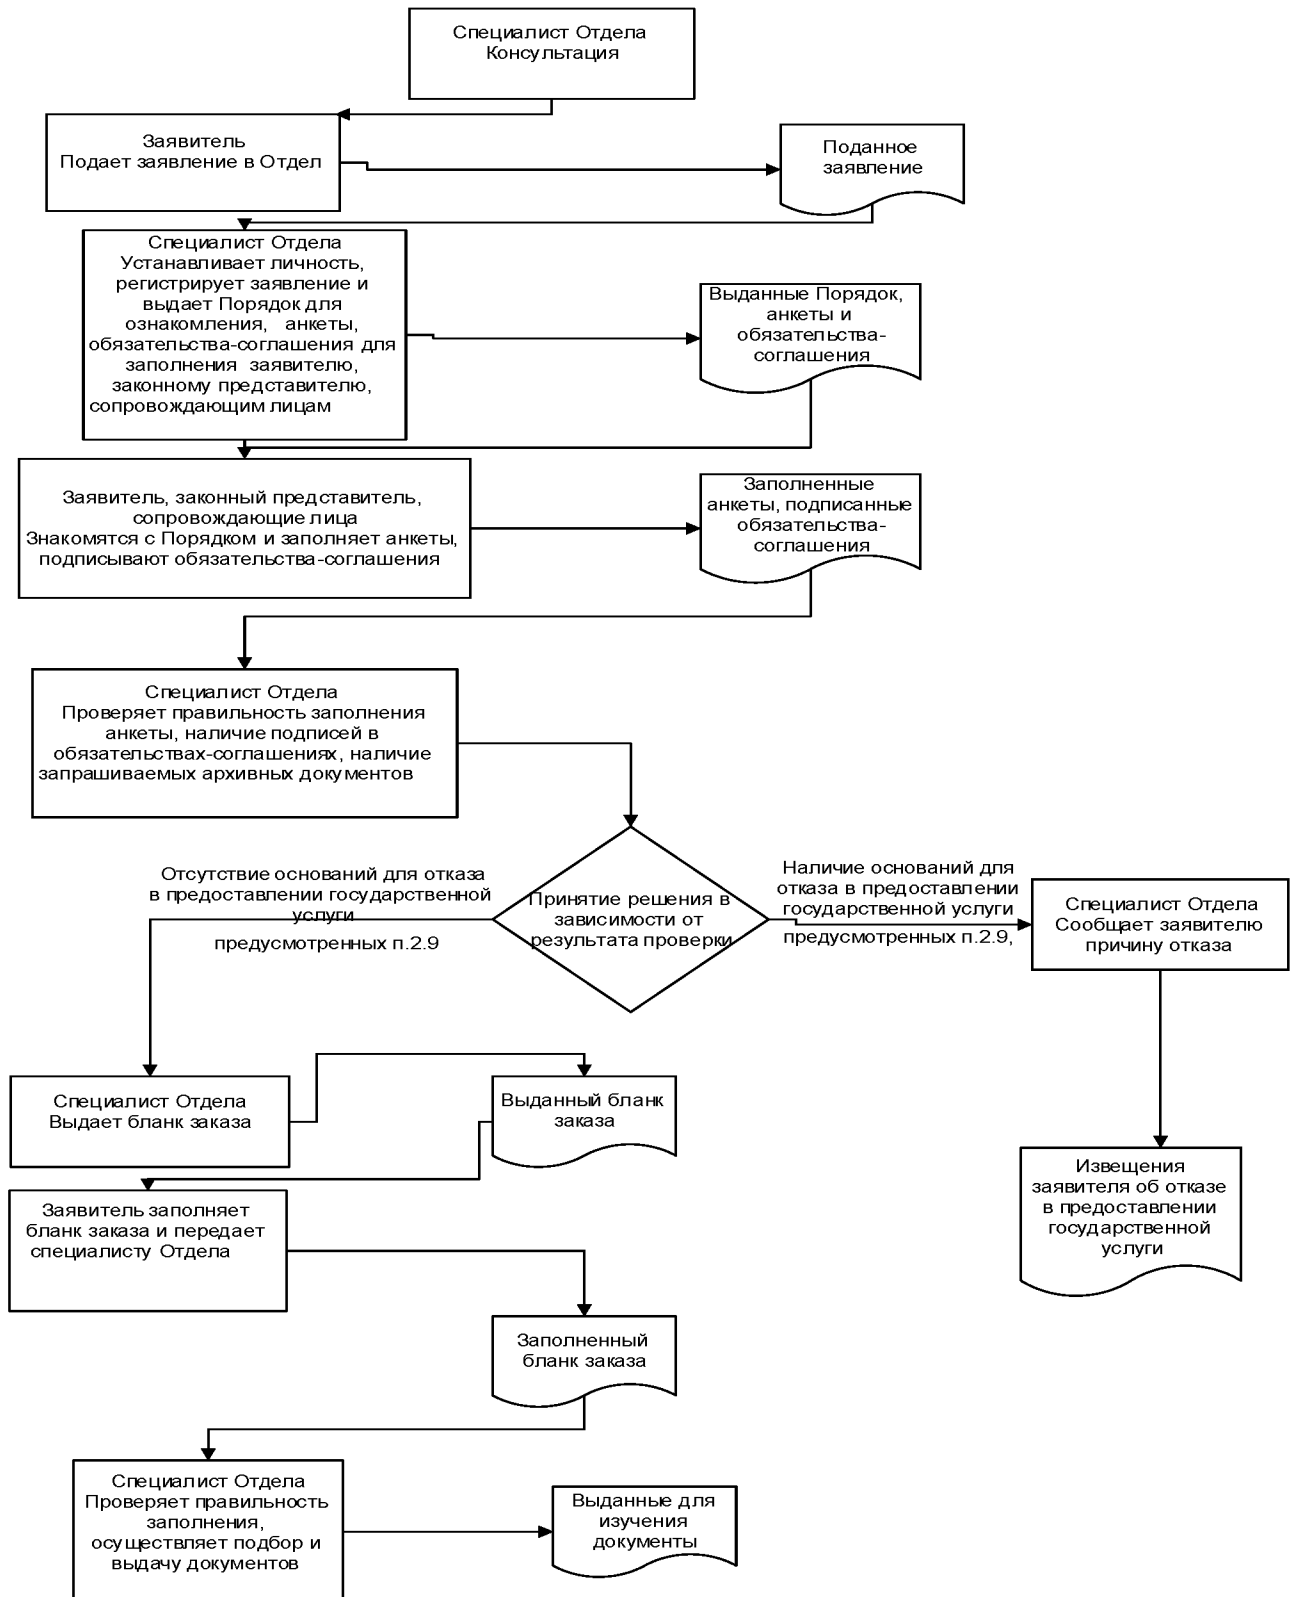 Специалист Отдела
Консультация
Заявитель
Подает заявление в Отдел
Поданное
заявление
Специалист Отдела
Устанавливает личность,
регистрирует заявление и
выдает Порядок для
ознакомления, анкеты,
обязательства-соглашения для
заполнения заявителю,
законному представителю,
сопровождающим лицам
Выданные Порядок,
анкеты и
обязательства-
соглашения
Заявитель, законный представитель,
сопровождающие лица
Знакомятся с Порядком и заполняет анкеты,
подписывают обязательства-соглашения
Заполненные
анкеты, подписанные
обязательства-
соглашения
Специалист Отдела
Проверяет правильность заполнения
анкеты, наличие подписей в
обязательствах-соглашениях, наличие
запрашиваемых архивных документов
Отсутствие оснований для отказа
в предоставлении государственной
услуги
предусмотренных п.2.9
Принятие решения в
зависимости от
результата проверки
Наличие оснований для
отказа в предоставлении
государственной услуги
предусмотренных п.2.9,
Специалист Отдела
Сообщает заявителю
причину отказа
Специалист Отдела
Выдает бланк заказа
Выданный бланк
заказа
Извещения
заявителя об отказе
в предоставлении
государственной
услуги
Заявитель заполняет
бланк заказа и передает
специалисту Отдела
Заполненный
бланк заказа
Специалист Отдела
Проверяет правильность
заполнения,
осуществляет подбор и
выдачу документов
Выданные для
изучения
документы